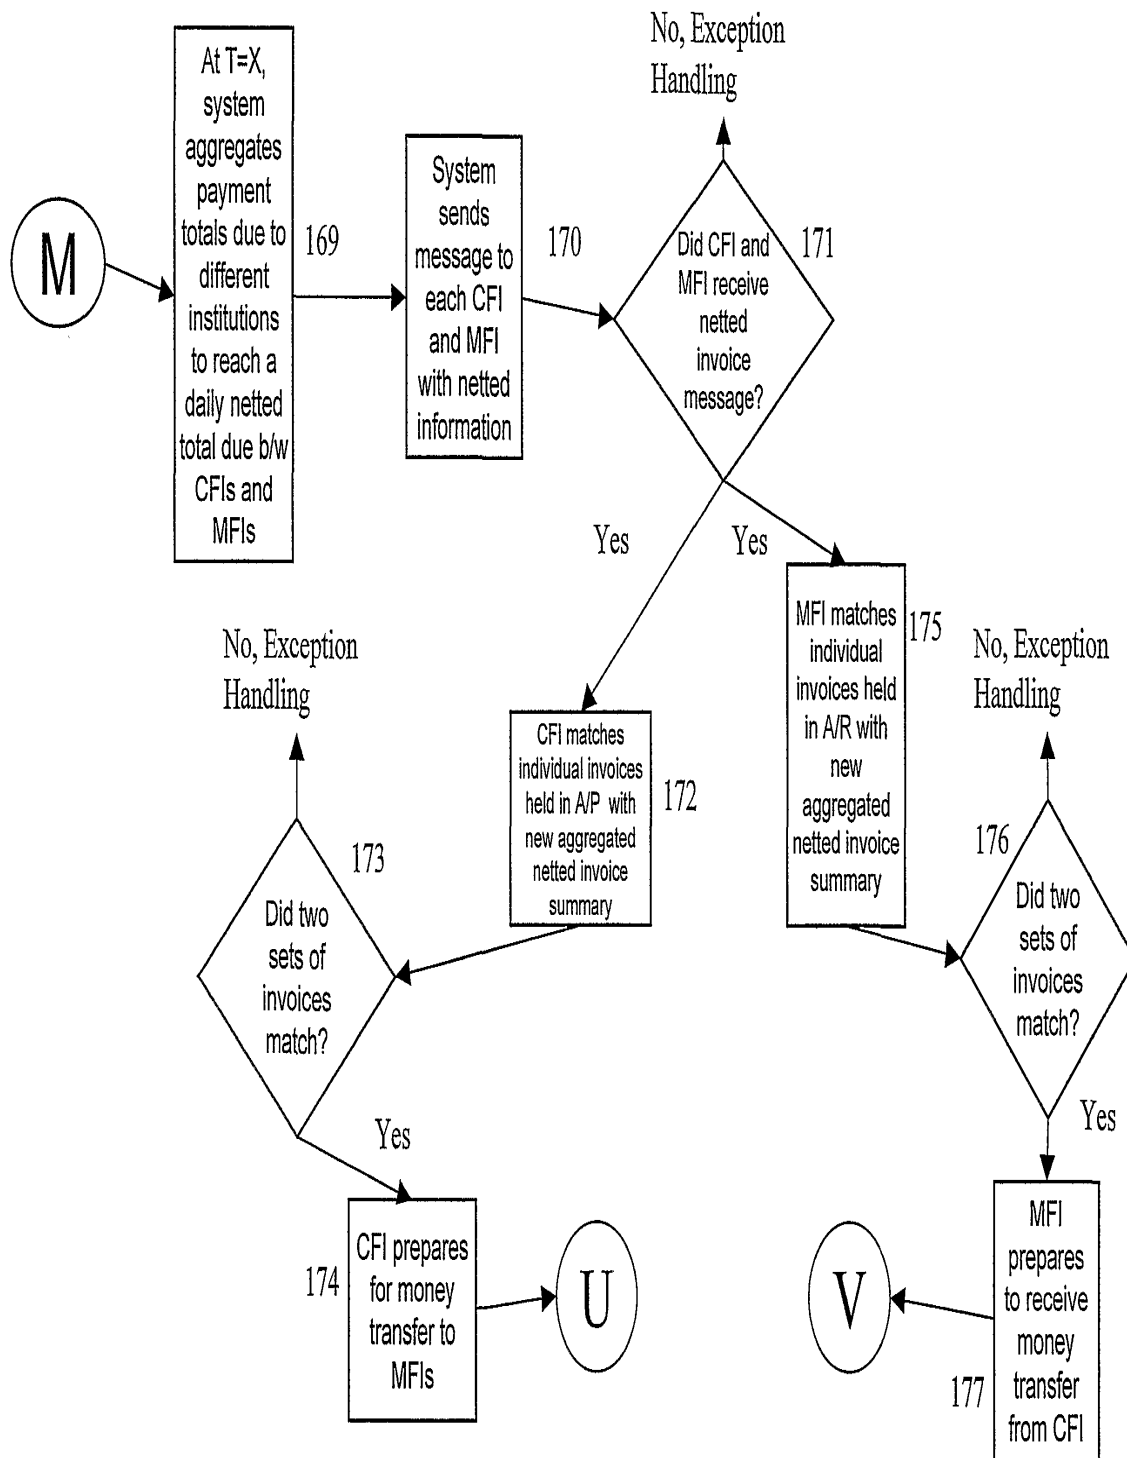 M
At T=X,
system
aggregates
payment
totals due to
different
institutions
to reach a
daily netted
total due b/w
CFIs and
MFIs
169
System
sends
message to
each CFI
and MFI
with netted
information
170
No, Exception
Handling
Did CFI and
MFI receive
netted
invoice
message?
171
Yes
Yes
CFI matches
individual invoices
held in A/P with
new aggregated
netted invoice
summary
172
MFI matches
individual
invoices held
in A/R with
new
aggregated
netted invoice
summary
175
No, Exception
Handling
173
Did two
sets of
invoices
match?
Yes
No, Exception
Handling
176
Did two
sets of
invoices
match?
Yes
174
CFI prepares
for money
transfer to
MFIs
U
V
MFI
prepares
to receive
money
transfer
from CFI
177